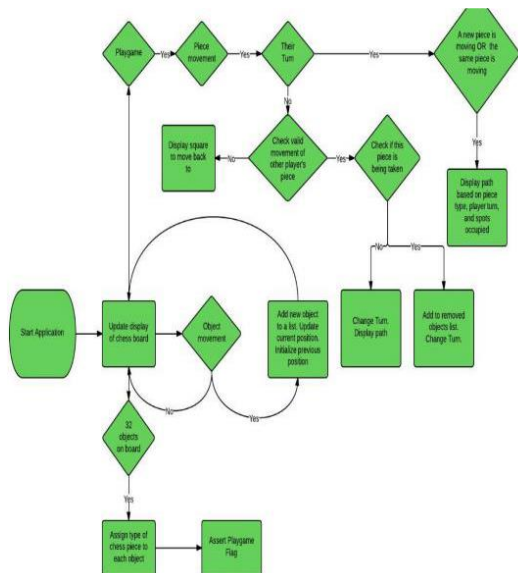 Playgame
Yes
Piece
movement
Yes
Their
Turn
Yes
A new piece is
moving OR the
same piece is
moving
No
Yes
Display square
to move back
to
No
Check valid
movement of
other player's
piece
Yes
Check if this
piece is
being taken
Display path
based on piece
type, player turn,
and spots
occupied
No
Yes
Change Turn.
Display path
Add to removed
objects list.
Change Turn.
Start Application
Update display
of chess board
Object
movement
Add new object
to a list. Update
current position.
Initialize previous
position
No
Yes
32
objects
on board
Yes
Assign type of
chess piece to
each object
Assert Playgame
Flag